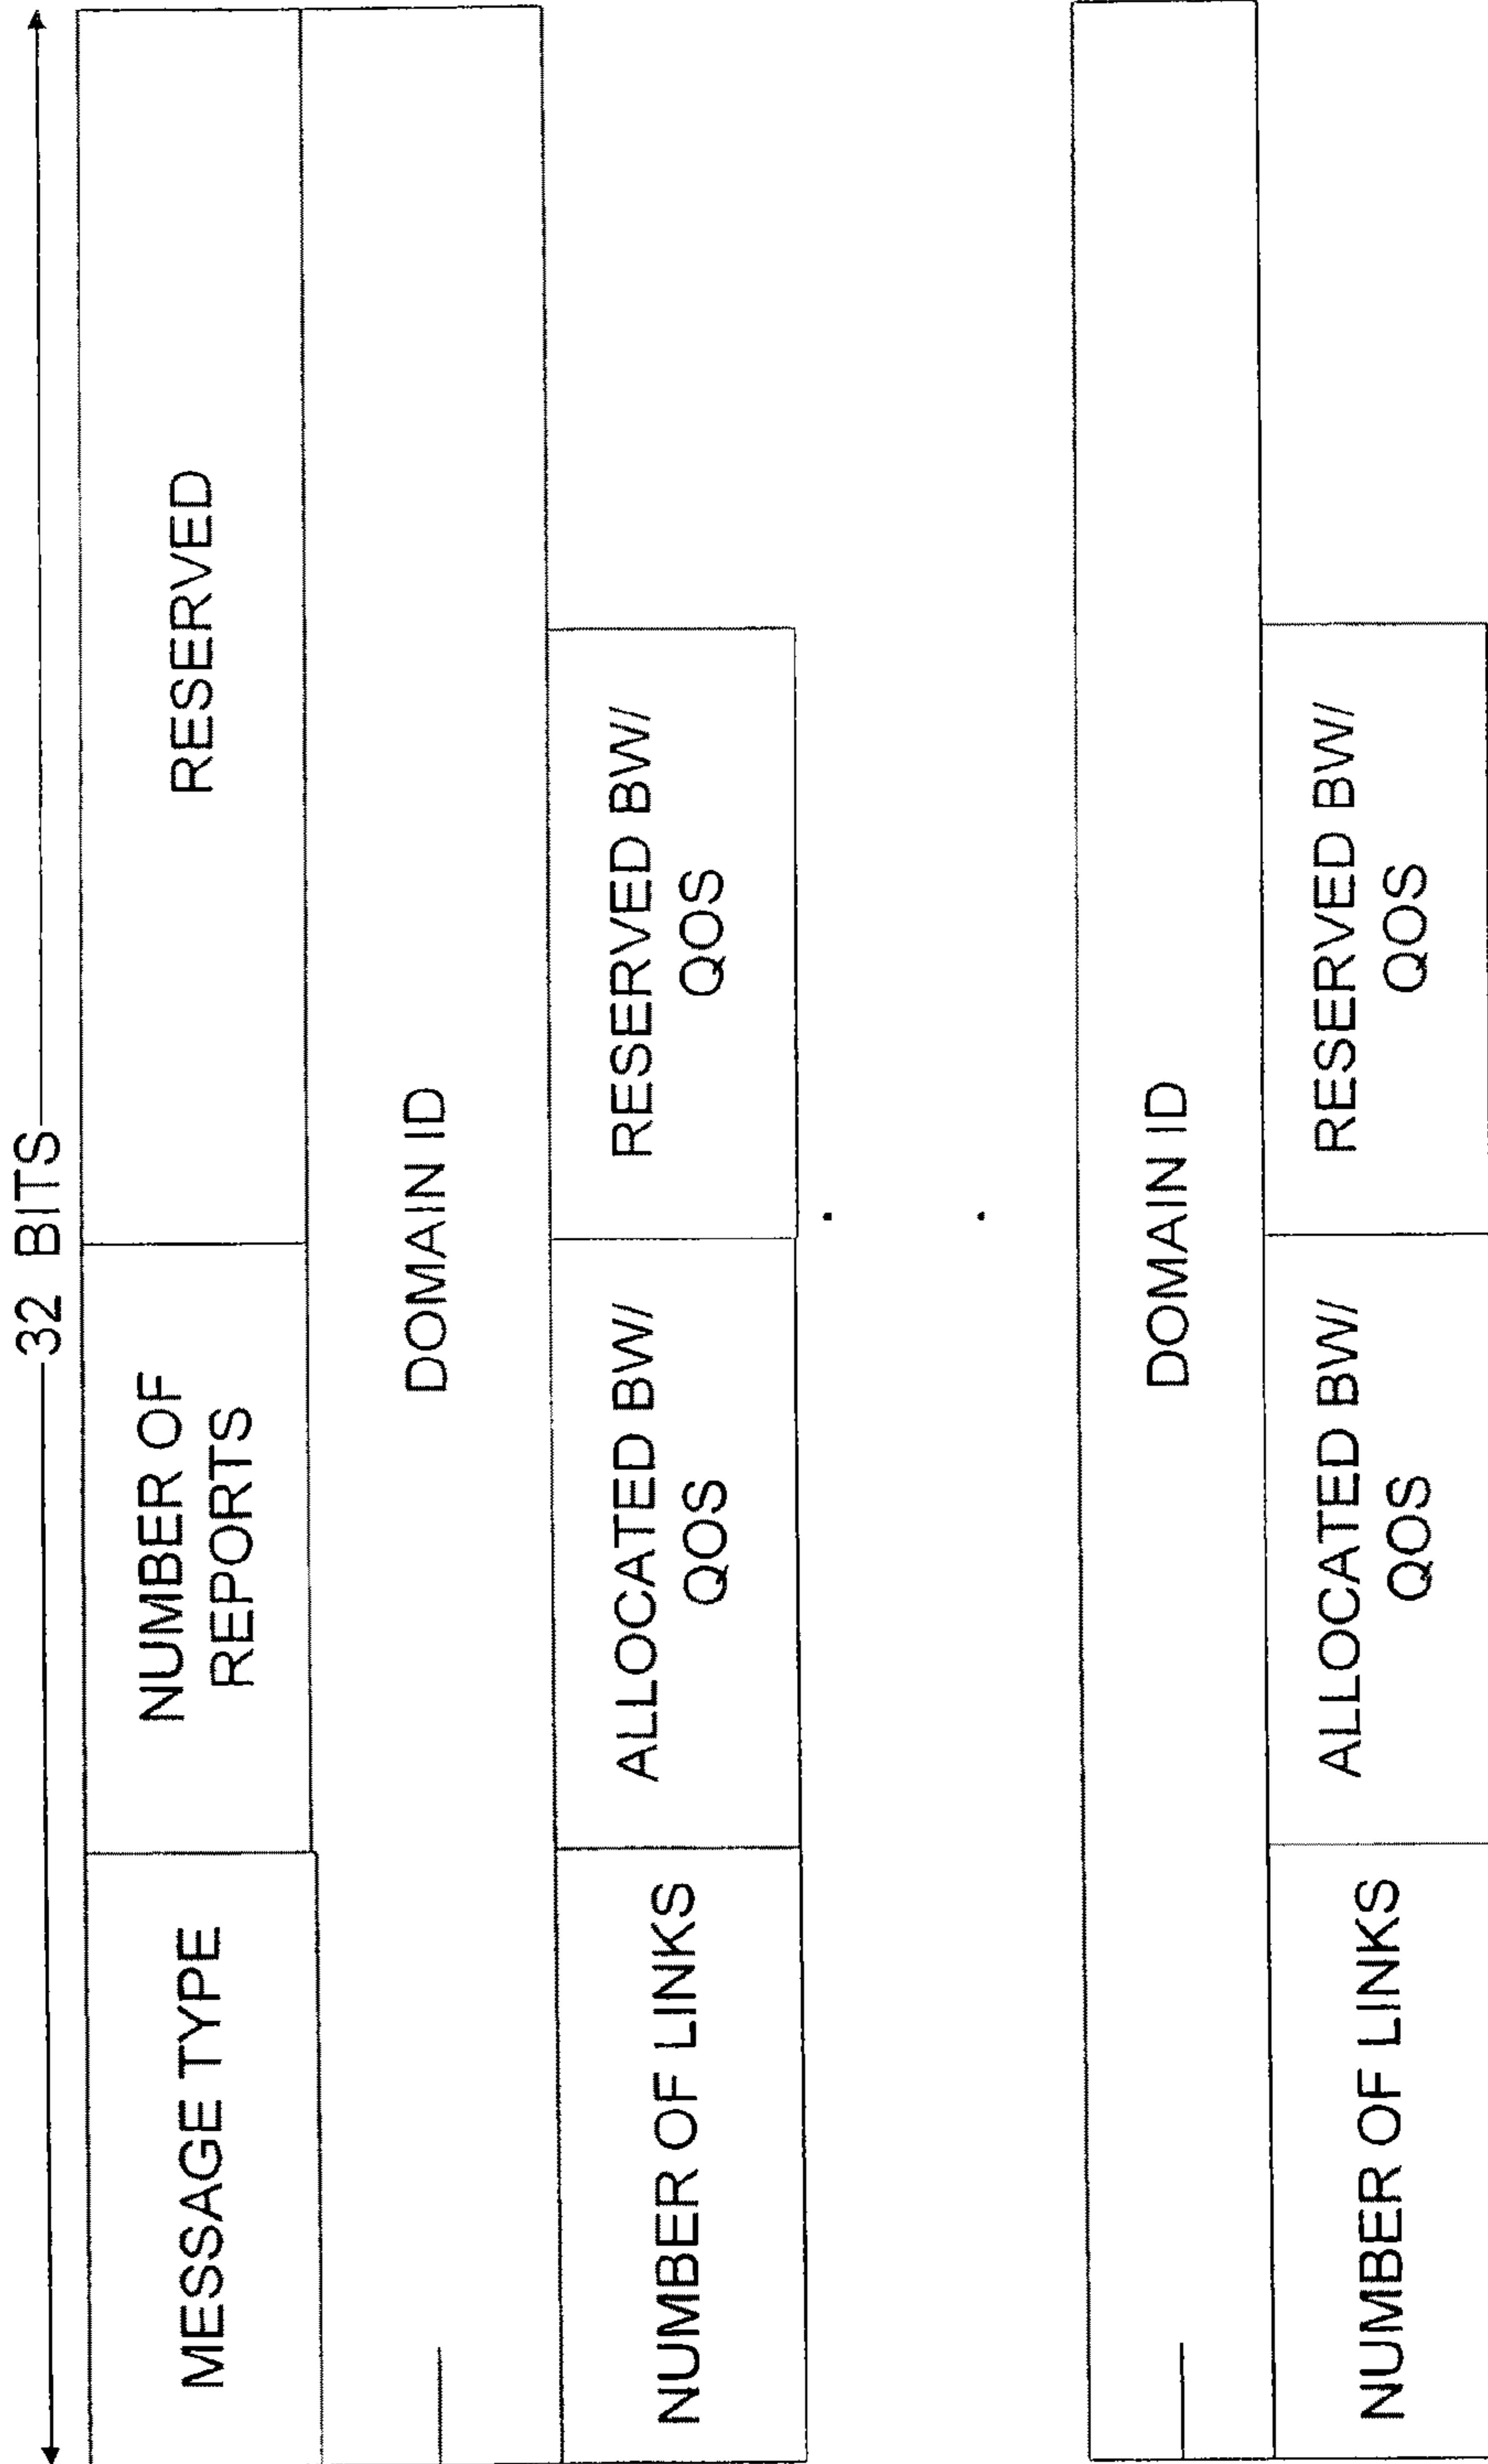 32 BITS
MESSAGE TYPE
NUMBER OF
REPORTS
RESERVED
DOMAIN ID
NUMBER OF LINKS
ALLOCATED BW/
QOS
RESERVED BW/
QOS
DOMAIN ID
NUMBER OF LINKS
ALLOCATED BW/
QOS
RESERVED BW/
QOS